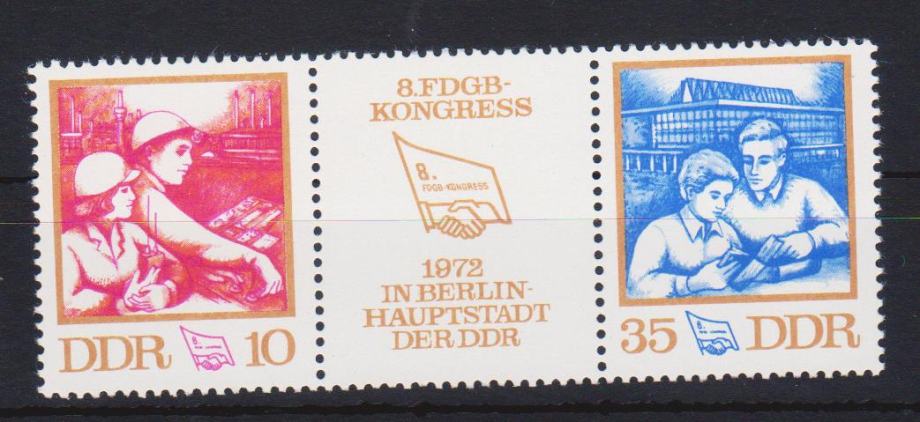 DDR 10
8.FDGB-
KONGRESS
8.
FDGB-KONGRESS
1972
IN BERLIN-
HAUPTSTADT
DER DDR
35 DDR